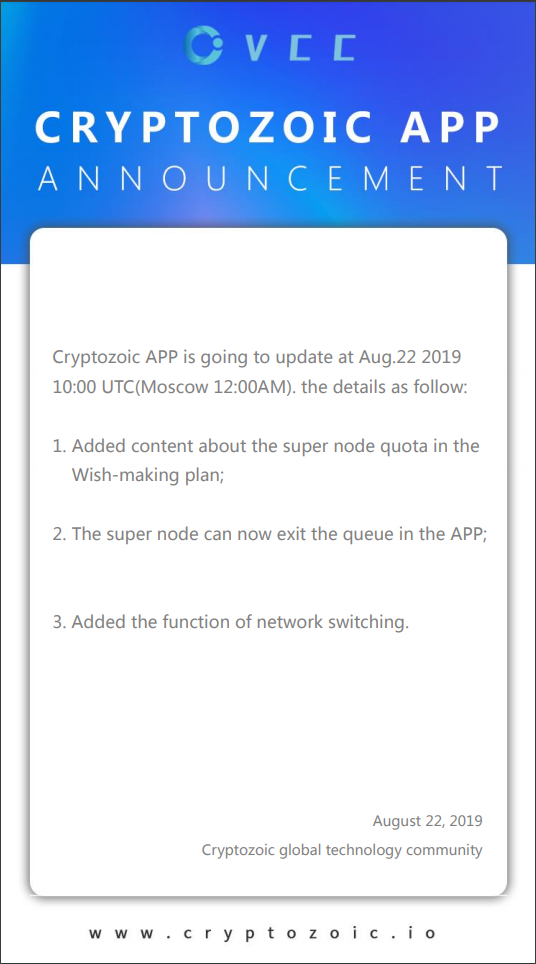 VCC
CRYPTOZOIC APP
ANNOUNCEMENT
Cryptozoic APP is going to update at Aug.22 2019
10:00 UTC(Moscow 12:00AM). the details as follow:
1. Added content about the super node quota in the
Wish-making plan;
2. The super node can now exit the queue in the APP;
3. Added the function of network switching.
August 22, 2019
Cryptozoic global technology community
www.cryptozoic.io